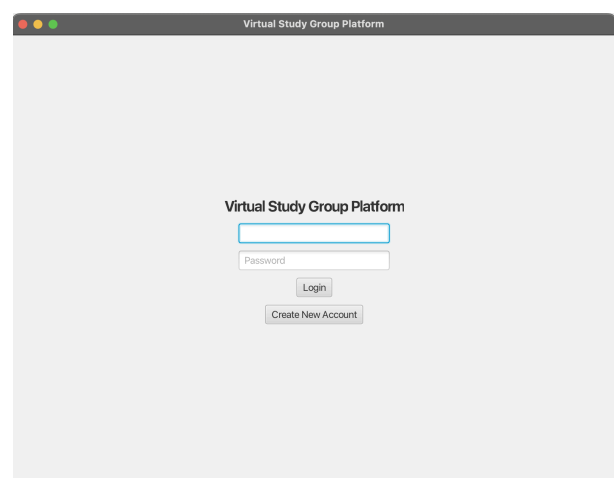 Virtual Study Group Platform
Virtual Study Group Platform
Password
Login
Create New Account